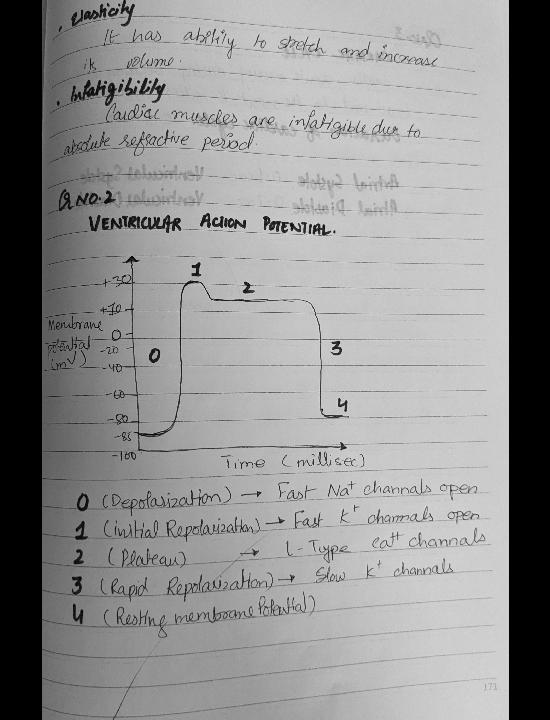 . Elasticity
It has ability to stretch and increase
its volume.
. Infatigibility
Cardiac muscles are infatigible due to
absolute refractive period.
Q NO.2
VENTRICULAR ACTION POTENTIAL.
1
+30
2
+10
Membrane
potential
(mV)
0
-20
0
3
-40
-60
4
-80
-85
-100
Time (millisec)
0 (Depolarization) → Fast Na+ channels open
1 (initial Repolarization) → Fast K+ channels open
2 (Plateau) → L-Type Ca++ channels
3 (Rapid Repolarization) → Slow K+ channels
4 (Resting membrane Potential)
171